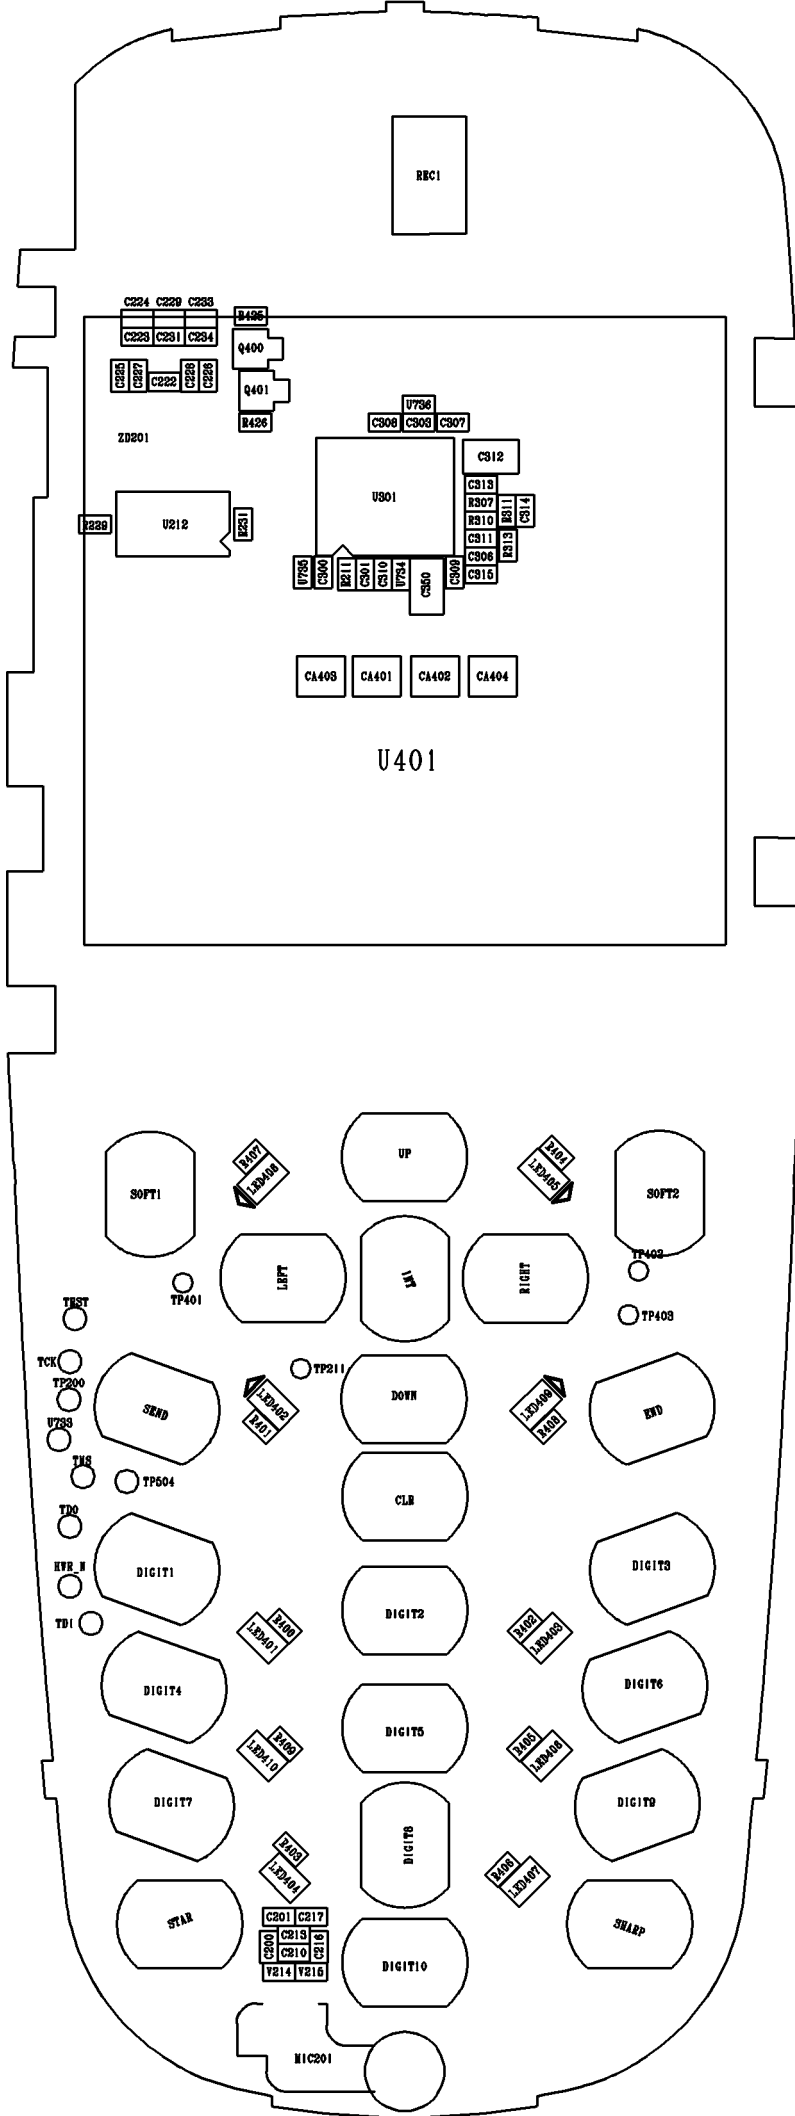 REC1
C224 C229 C233
R425
C223 C231 C234
Q400
C225 C227 C222 C228 C226
Q401
U736
R426
C308 C303 C307
ZD201
C312
C313
U301
R307 R311 C314
R229 U212 R231
R310
C311 R313
C306
U735 C300 R211 C301 C310 U734 C350 C309 C315
CA403 CA401 CA402 CA404
U401
R407 UP R404
LED405
SOFT1 SOFT2
TP402
LEFT INT RIGHT
TP401
TEST TP403
TCK TP211
TP200 DOWN
SEND LED402 LED409 END
U733 R401 R408
TMS TP504
CLR
TD0
HWR_N DIGIT1 DIGIT3
DIGIT2
TDI R400 R402
LED401 LED403
DIGIT4 DIGIT6
DIGIT5
R409 R405
LED410
DIGIT7 DIGIT9
DIGIT8
R403 R406
LED404 LED407
C201 C217
STAR SHARP
C213
C200 C210 C216
V214 V215 DIGIT10
MIC201